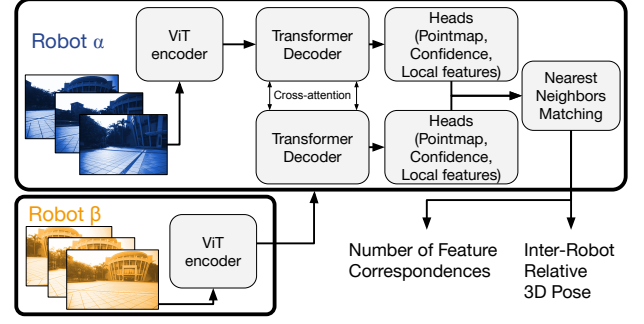 Robot α
ViT
encoder
Transformer
Decoder
Heads
(Pointmap,
Confidence,
Local features)
Cross-attention
Nearest
Neighbors
Matching
Transformer
Decoder
Heads
(Pointmap,
Confidence,
Local features)
Robot β
ViT
encoder
Number of Feature
Correspondences
Inter-Robot
Relative
3D Pose